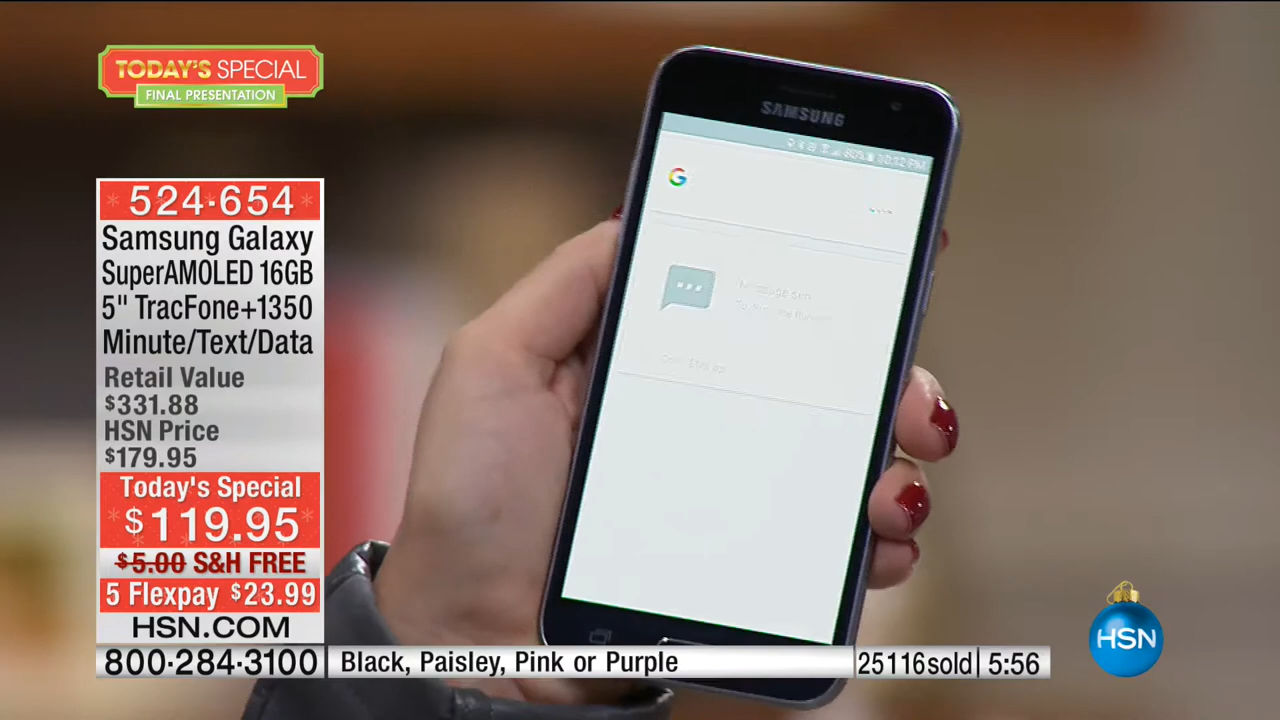 TODAY'S SPECIAL
FINAL PRESENTATION
524-654
Samsung Galaxy
SuperAMOLED 16GB
5" TracFone+1350
Minute/Text/Data
Retail Value
$331.88
HSN Price
$179.95
Today's Special
$119.95
$5.00 S&H FREE
5 Flexpay $23.99
HSN.COM
800-284-3100
Black, Paisley, Pink or Purple
25116sold
5:56
SAMSUNG
G
Message sent
HSN